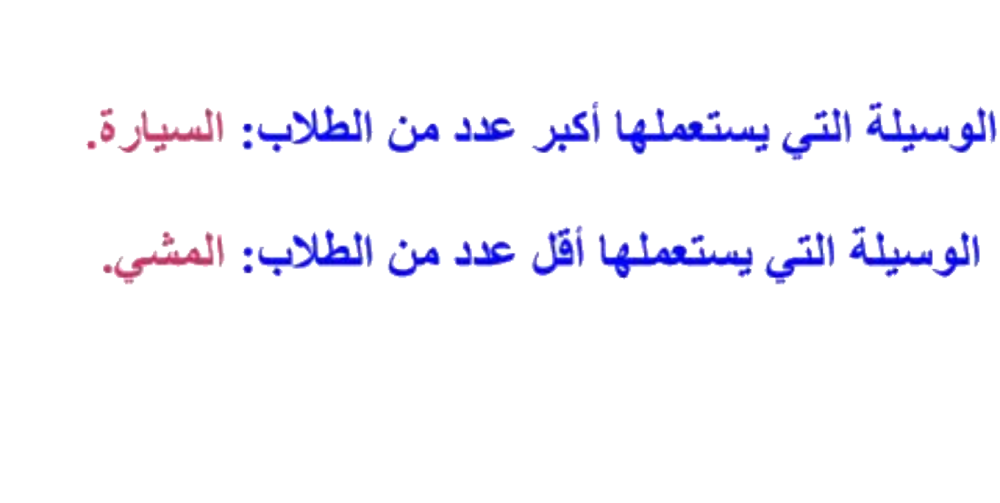 الوسيلة التي يستعملها أكبر عدد من الطلاب: السيارة.
الوسيلة التي يستعملها أقل عدد من الطلاب: المشي.